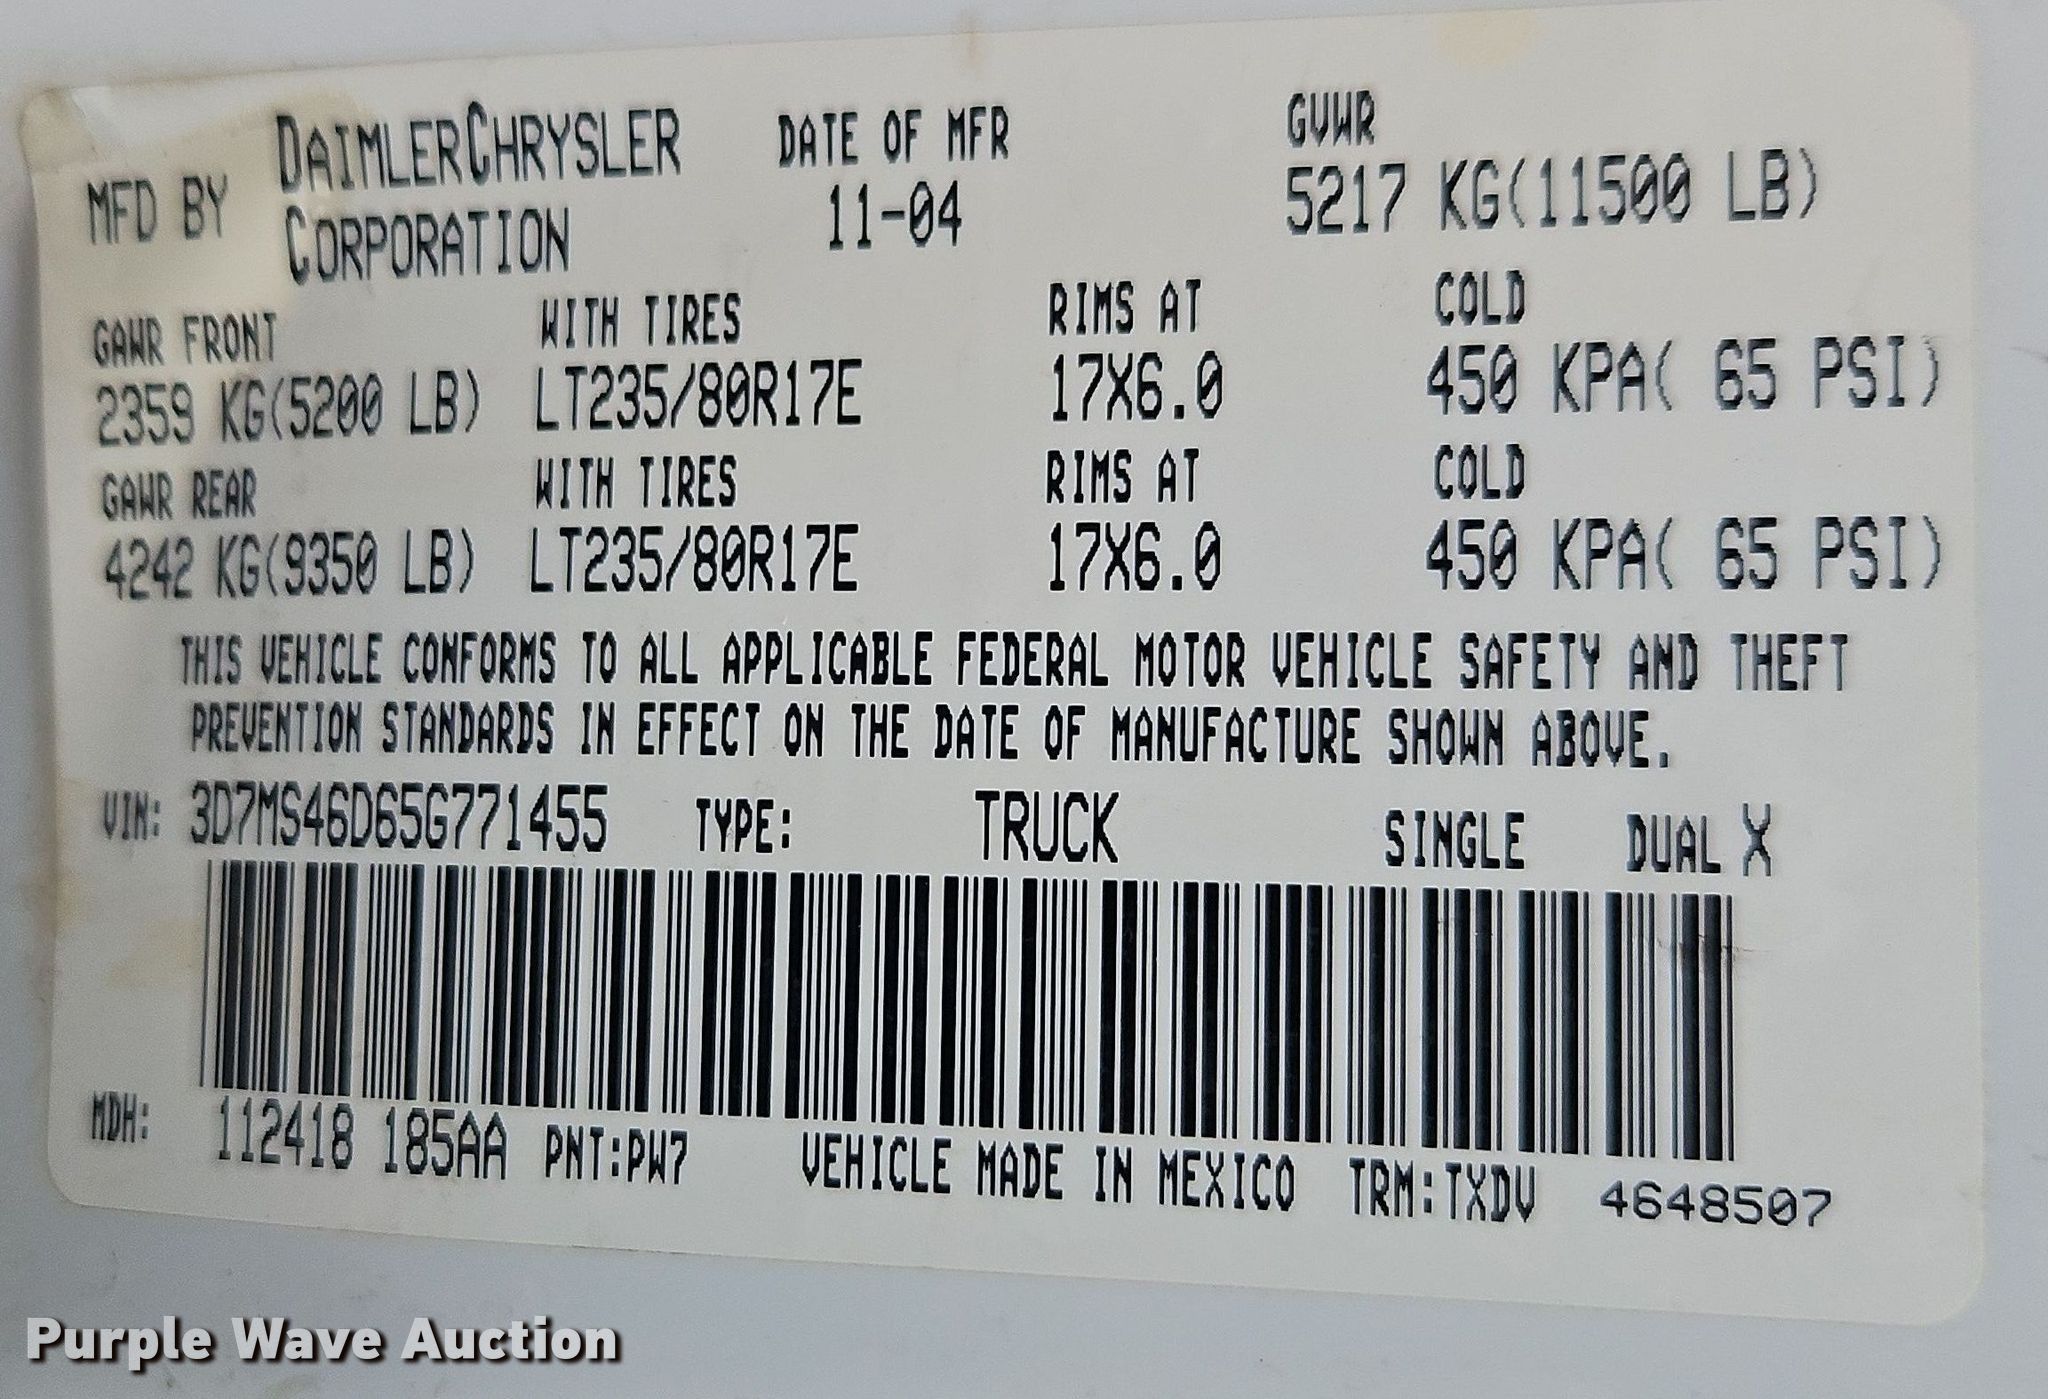 MFD BY DAIMLERCHRYSLER CORPORATION DATE OF MFR 11-04 GVWR 5217 KG(11500 LB)
GAWR FRONT WITH TIRES RIMS AT COLD
2359 KG(5200 LB) LT235/80R17E 17X6.0 450 KPA( 65 PSI)
GAWR REAR WITH TIRES RIMS AT COLD
4242 KG(9350 LB) LT235/80R17E 17X6.0 450 KPA( 65 PSI)
THIS VEHICLE CONFORMS TO ALL APPLICABLE FEDERAL MOTOR VEHICLE SAFETY AND THEFT
PREVENTION STANDARDS IN EFFECT ON THE DATE OF MANUFACTURE SHOWN ABOVE.
VIN: 3D7MS46D65G771455 TYPE: TRUCK SINGLE DUAL X
MDH: 112418 185AA PNT:PW7 VEHICLE MADE IN MEXICO TRM:TXDV 4648507
Purple Wave Auction